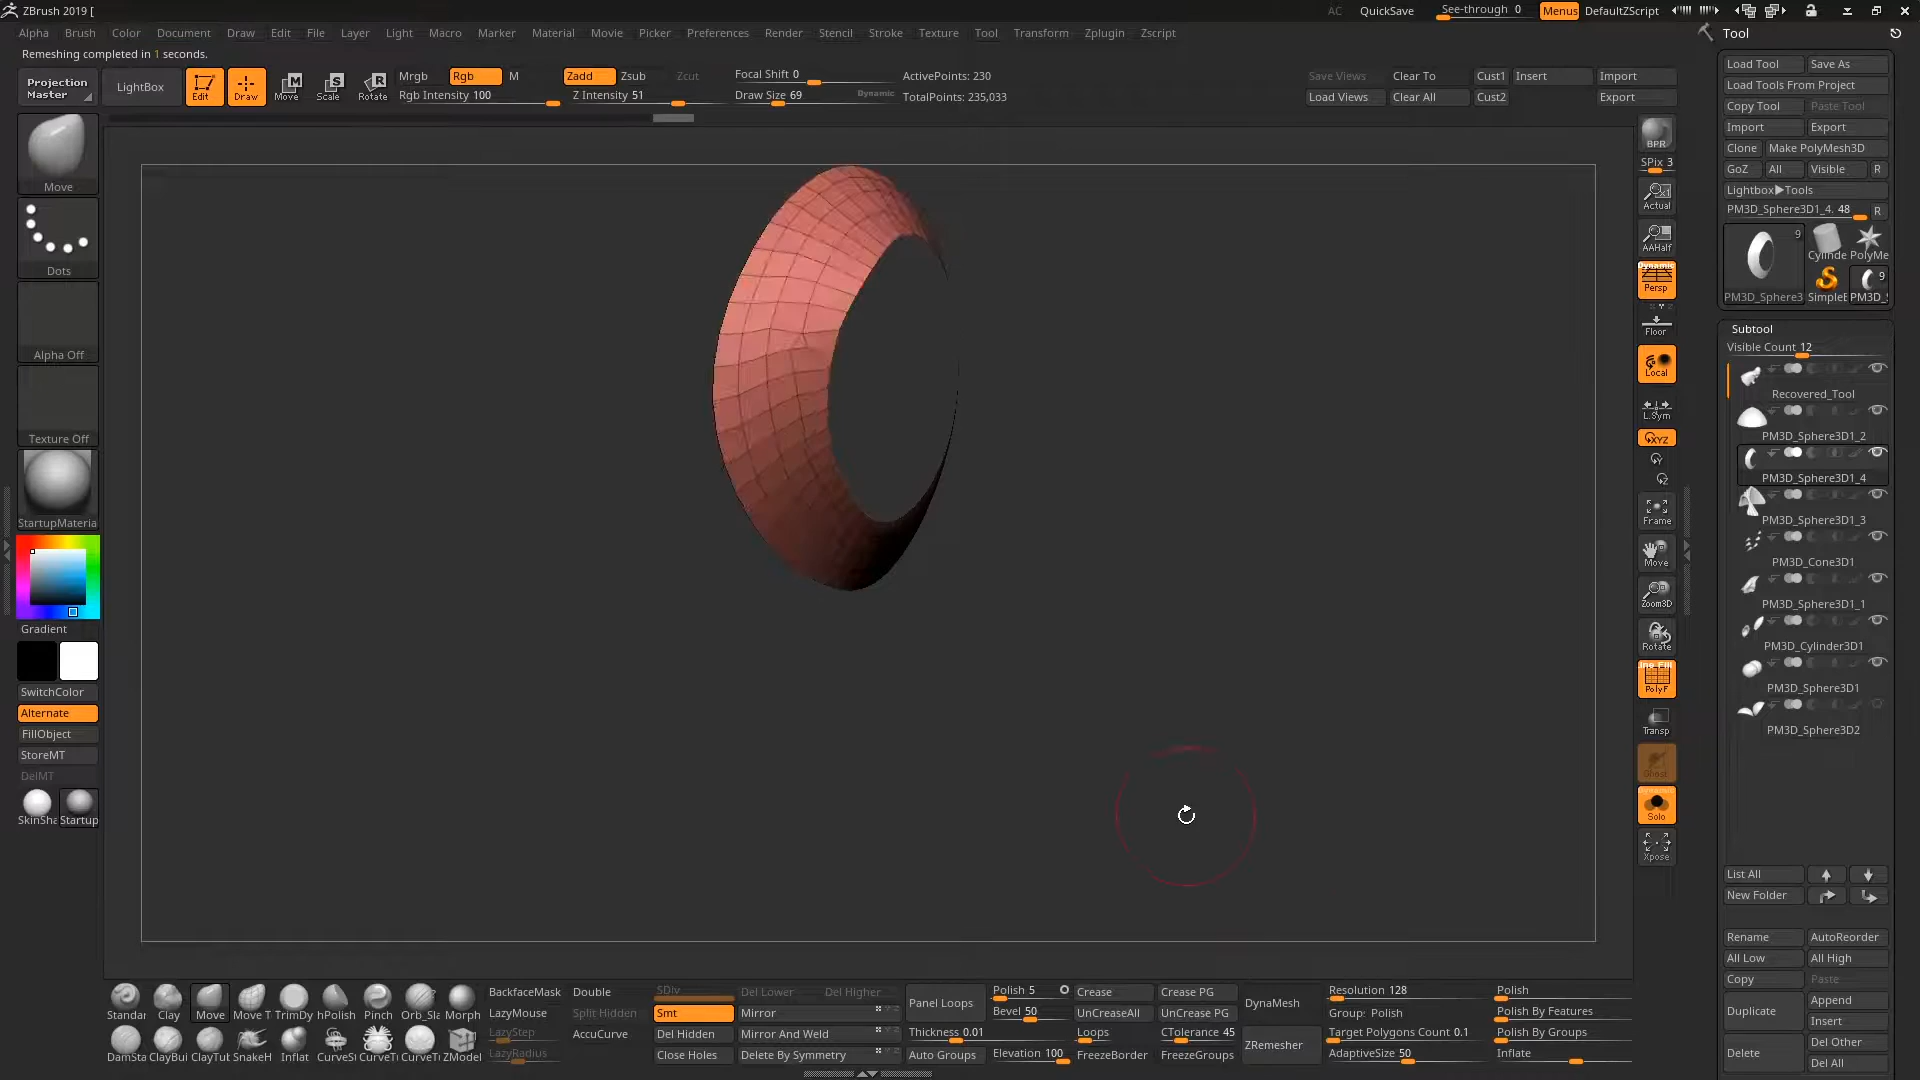 ZBrush 2019 [
AC QuickSave See-through 0 Menus DefaultZScript
Alpha Brush Color Document Draw Edit File Layer Light Macro Marker Material Movie Picker Preferences Render Stencil Stroke Texture Tool Transform Zplugin Zscript
Tool
Remeshing completed in 1 seconds.
Projection Master
LightBox
Edit
Draw
Move
Scale
Rotate
Mrgb Rgb M
Rgb Intensity 100
Zadd Zsub Zcut
Z Intensity 51
Focal Shift 0
Draw Size 69 Dynamic
ActivePoints: 230
TotalPoints: 235,033
Save Views Clear To Cust1 Insert Import
Load Views Clear All Cust2 Export
Load Tool Save As
Load Tools From Project
Copy Tool Paste Tool
Import Export
Clone Make PolyMesh3D
GoZ All Visible R
Lightbox▶Tools
PM3D_Sphere3D1_4. 48 R
9
Cylinde PolyMe
9
PM3D_Sphere3 SimpleE PM3D_S
Subtool
Visible Count 12
Recovered_Tool
PM3D_Sphere3D1_2
PM3D_Sphere3D1_4
PM3D_Sphere3D1_3
PM3D_Cone3D1
PM3D_Sphere3D1_1
PM3D_Cylinder3D1
PM3D_Sphere3D1
PM3D_Sphere3D2
List All
New Folder
Rename AutoReorder
All Low All High
Copy Paste
Duplicate Append
Insert
Delete Del Other
Del All
Move
Dots
Alpha Off
Texture Off
StartupMateria
Gradient
SwitchColor
Alternate
FillObject
StoreMT
DelMT
SkinSha Startup
BPR
SPix 3
Actual
AAHalf
Dynamic
Persp
Floor
Local
L.Sym
XYZ
Frame
Move
Zoom3D
Rotate
Line Fill
PolyF
Transp
Ghost
Dynamic
Solo
Xpose
Standar Clay Move Move T TrimDy hPolish Pinch Orb_Sla Morph
DamSta ClayBui ClayTub SnakeH Inflat CurveSt CurveTr CurveTu ZModel
BackfaceMask Double
LazyMouse Split Hidden
LazyStep AccuCurve
LazyRadius
SDiv Del Lower Del Higher
Smt Mirror
Del Hidden Mirror And Weld
Close Holes Delete By Symmetry
Panel Loops Polish 5
Bevel 50
Thickness 0.01
Auto Groups Elevation 100
Crease Crease PG
UnCreaseAll UnCrease PG
Loops CTolerance 45
FreezeBorder FreezeGroups
DynaMesh Resolution 128 Polish
Group: Polish Polish By Features
ZRemesher Target Polygons Count 0.1 Polish By Groups
AdaptiveSize 50 Inflate